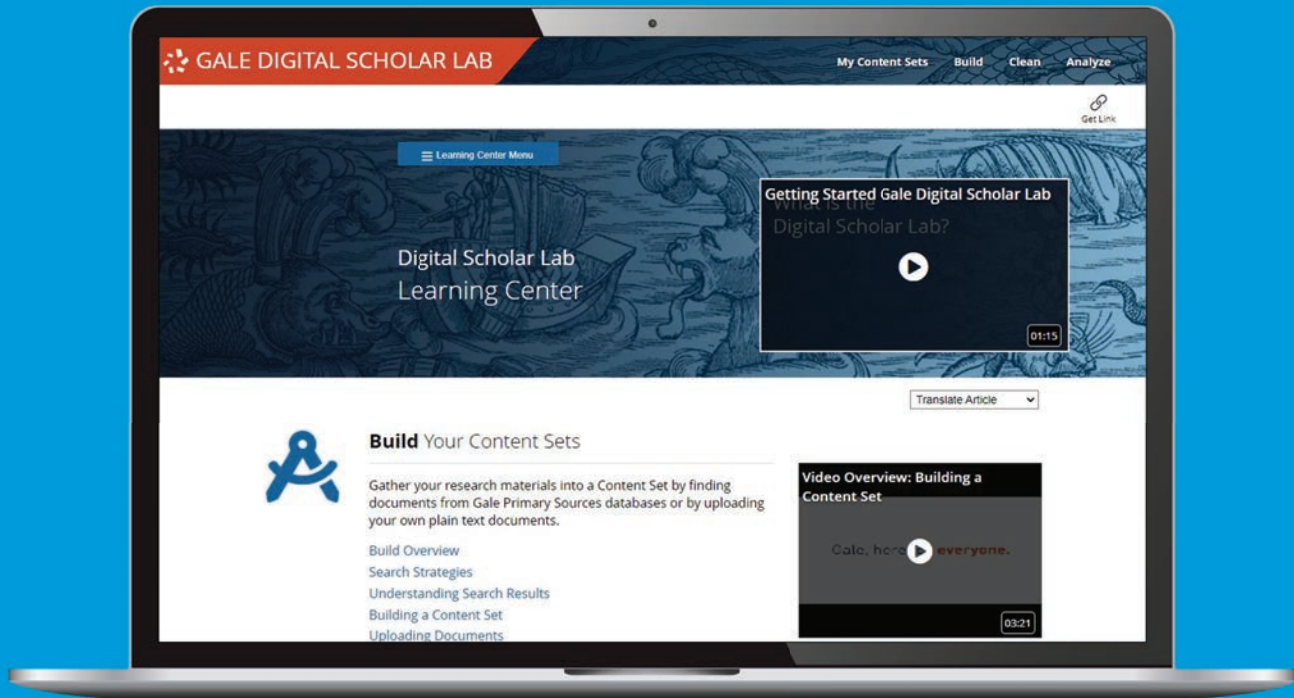 GALE DIGITAL SCHOLAR LAB
My Content Sets Build Clean Analyze
Get Link
Learning Center Menu
Getting Started Gale Digital Scholar Lab
What is the
Digital Scholar Lab?
01:15
Digital Scholar Lab
Learning Center
Translate Article
Build Your Content Sets
Gather your research materials into a Content Set by finding
documents from Gale Primary Sources databases or by uploading
your own plain text documents.
Build Overview
Search Strategies
Understanding Search Results
Building a Content Set
Uploading Documents
Video Overview: Building a
Content Set
Gale, here everyone.
03:21